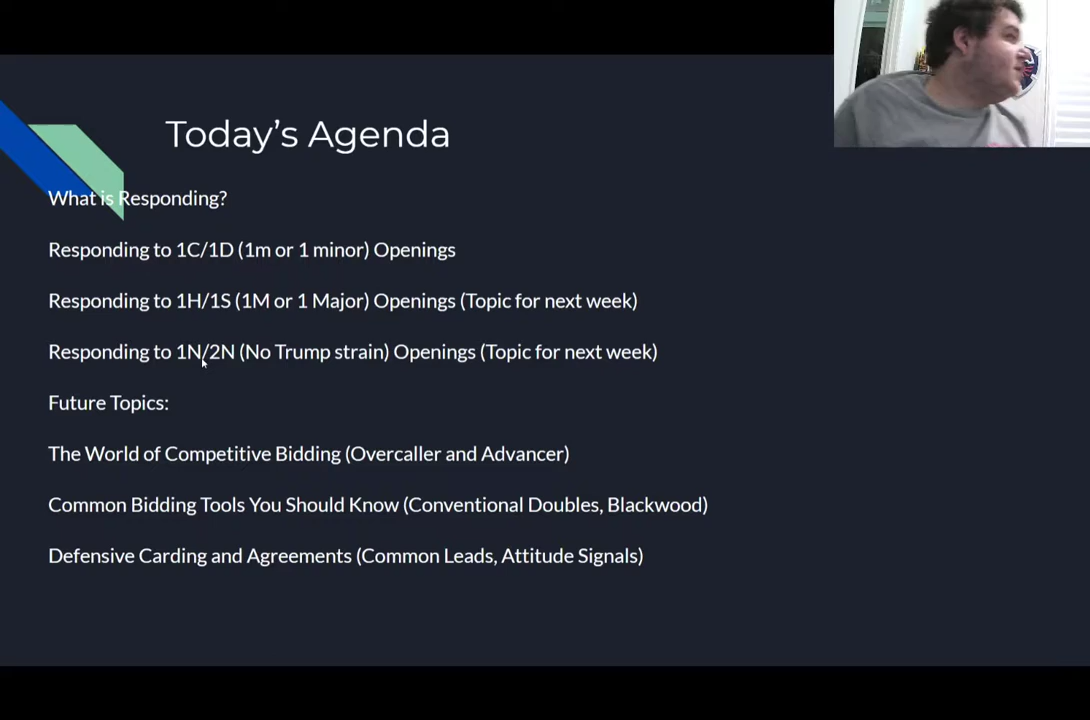 Today's Agenda
What is Responding?
Responding to 1C/1D (1m or 1 minor) Openings
Responding to 1H/1S (1M or 1 Major) Openings (Topic for next week)
Responding to 1N/2N (No Trump strain) Openings (Topic for next week)
Future Topics:
The World of Competitive Bidding (Overcaller and Advancer)
Common Bidding Tools You Should Know (Conventional Doubles, Blackwood)
Defensive Carding and Agreements (Common Leads, Attitude Signals)